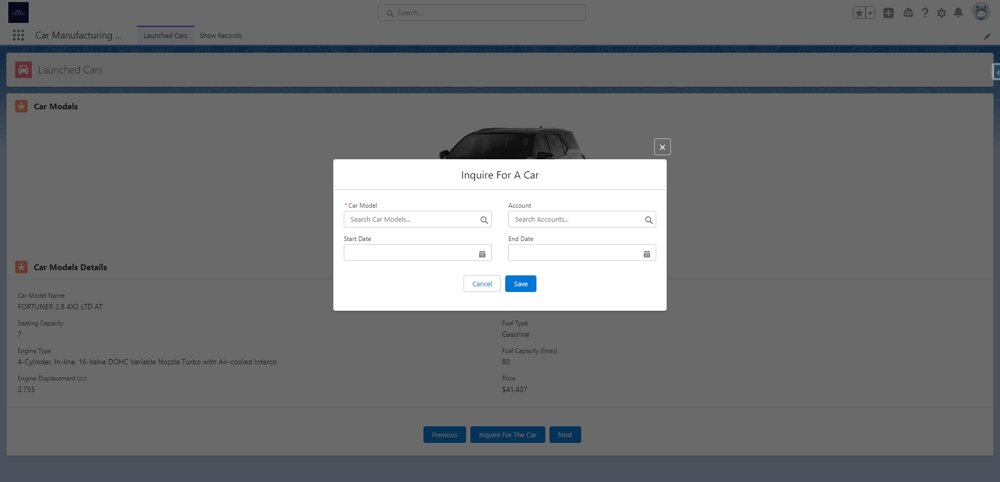 Search...
Car Manufacturing ...
Launched Cars
Show Records
Launched Cars
Car Models
Inquire For A Car
*Car Model
Account
Search Car Models...
Search Accounts...
Start Date
End Date
Cancel
Save
Car Models Details
Car Model Name
FORTUNER 2.8 4X2 LTD AT
Seating Capacity
Fuel Type
7
Gasoline
Engine Type
Fuel Capacity (litres)
4-Cylinder, In-line, 16-Valve DOHC Variable Nozzle Turbo with Air-cooled Interco
80
Engine Displacement (cc)
Price
2,755
$41,437
Previous
Inquire For The Car
Next